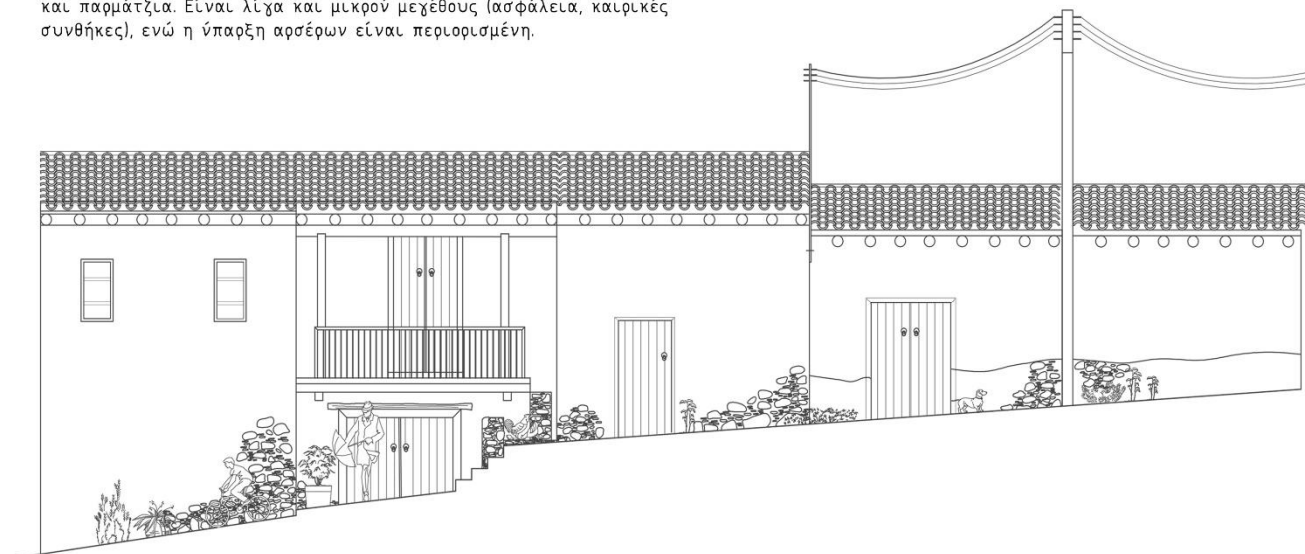 και παρμάτζια. Είναι λίγα και μικρού μεγέθους (ασφάλεια, καιρικές
συνθήκες), ενώ η ύπαρξη αρσέρων είναι περιορισμένη.